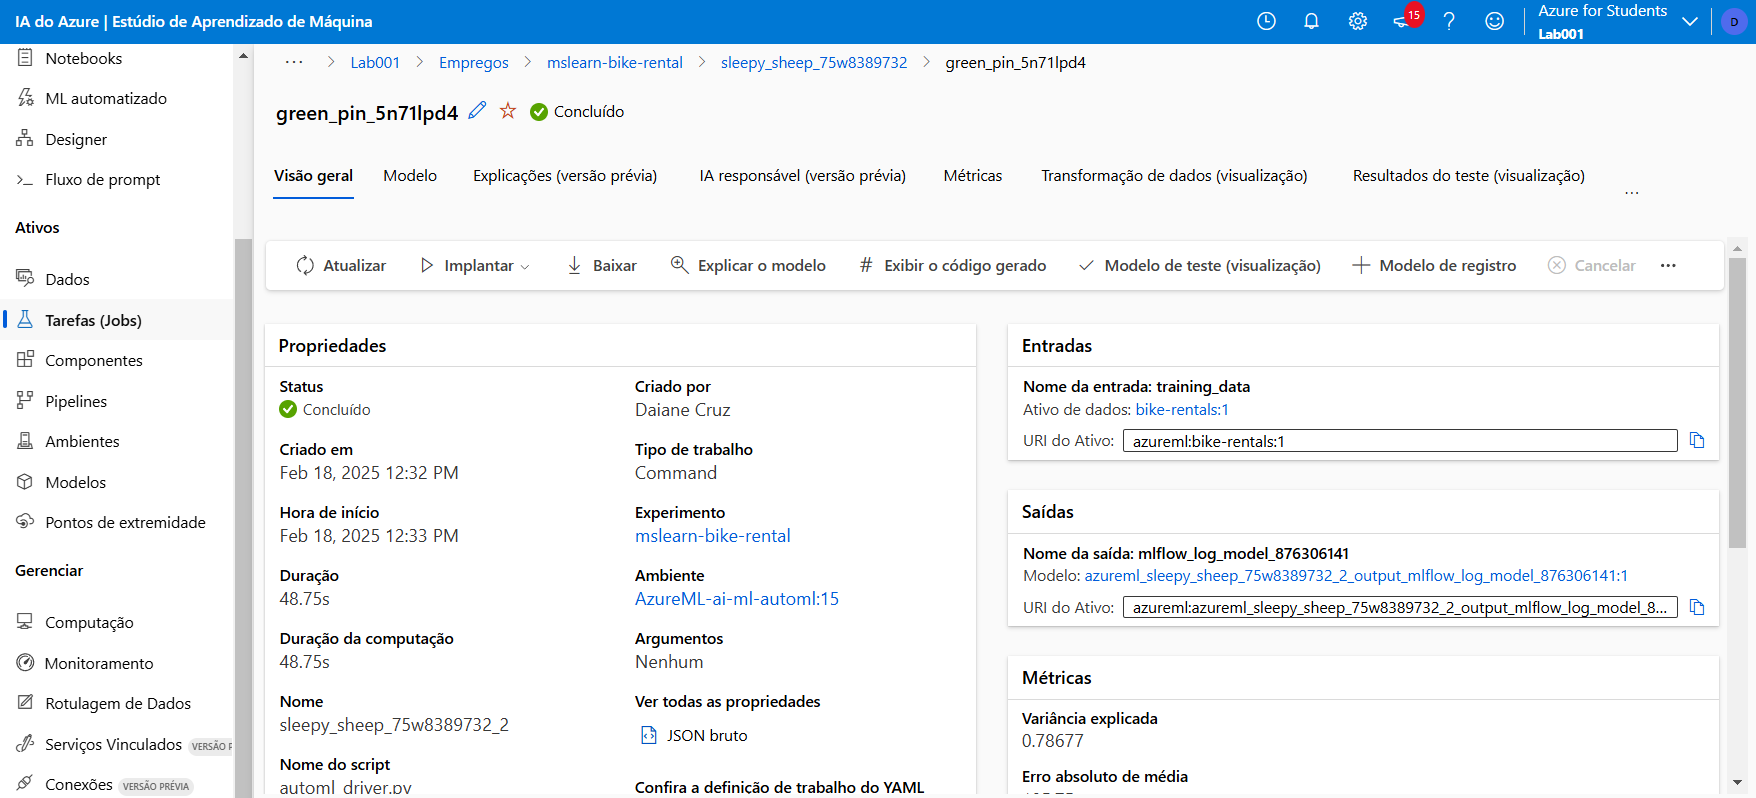 IA do Azure | Estúdio de Aprendizado de Máquina
15
Azure for Students
Lab001
D
Notebooks
ML automatizado
Designer
Fluxo de prompt
Ativos
Dados
Tarefas (Jobs)
Componentes
Pipelines
Ambientes
Modelos
Pontos de extremidade
Gerenciar
Computação
Monitoramento
Rotulagem de Dados
Serviços Vinculados VERSÃO P
Conexões VERSÃO PRÉVIA
... > Lab001 > Empregos > mslearn-bike-rental > sleepy_sheep_75w8389732 > green_pin_5n71lpd4
green_pin_5n71lpd4 Concluído
Visão geral Modelo Explicações (versão prévia) IA responsável (versão prévia) Métricas Transformação de dados (visualização) Resultados do teste (visualização) ...
Atualizar Implantar Baixar Explicar o modelo # Exibir o código gerado Modelo de teste (visualização) Modelo de registro Cancelar ...
Propriedades
Status
Concluído
Criado em
Feb 18, 2025 12:32 PM
Hora de início
Feb 18, 2025 12:33 PM
Duração
48.75s
Duração da computação
48.75s
Nome
sleepy_sheep_75w8389732_2
Nome do script
automl_driver.py
Criado por
Daiane Cruz
Tipo de trabalho
Command
Experimento
mslearn-bike-rental
Ambiente
AzureML-ai-ml-automl:15
Argumentos
Nenhum
Ver todas as propriedades
JSON bruto
Confira a definição de trabalho do YAML
Entradas
Nome da entrada: training_data
Ativo de dados: bike-rentals:1
URI do Ativo: azureml:bike-rentals:1
Saídas
Nome da saída: mlflow_log_model_876306141
Modelo: azureml_sleepy_sheep_75w8389732_2_output_mlflow_log_model_876306141:1
URI do Ativo: azureml:azureml_sleepy_sheep_75w8389732_2_output_mlflow_log_model_8...
Métricas
Variância explicada
0.78677
Erro absoluto de média